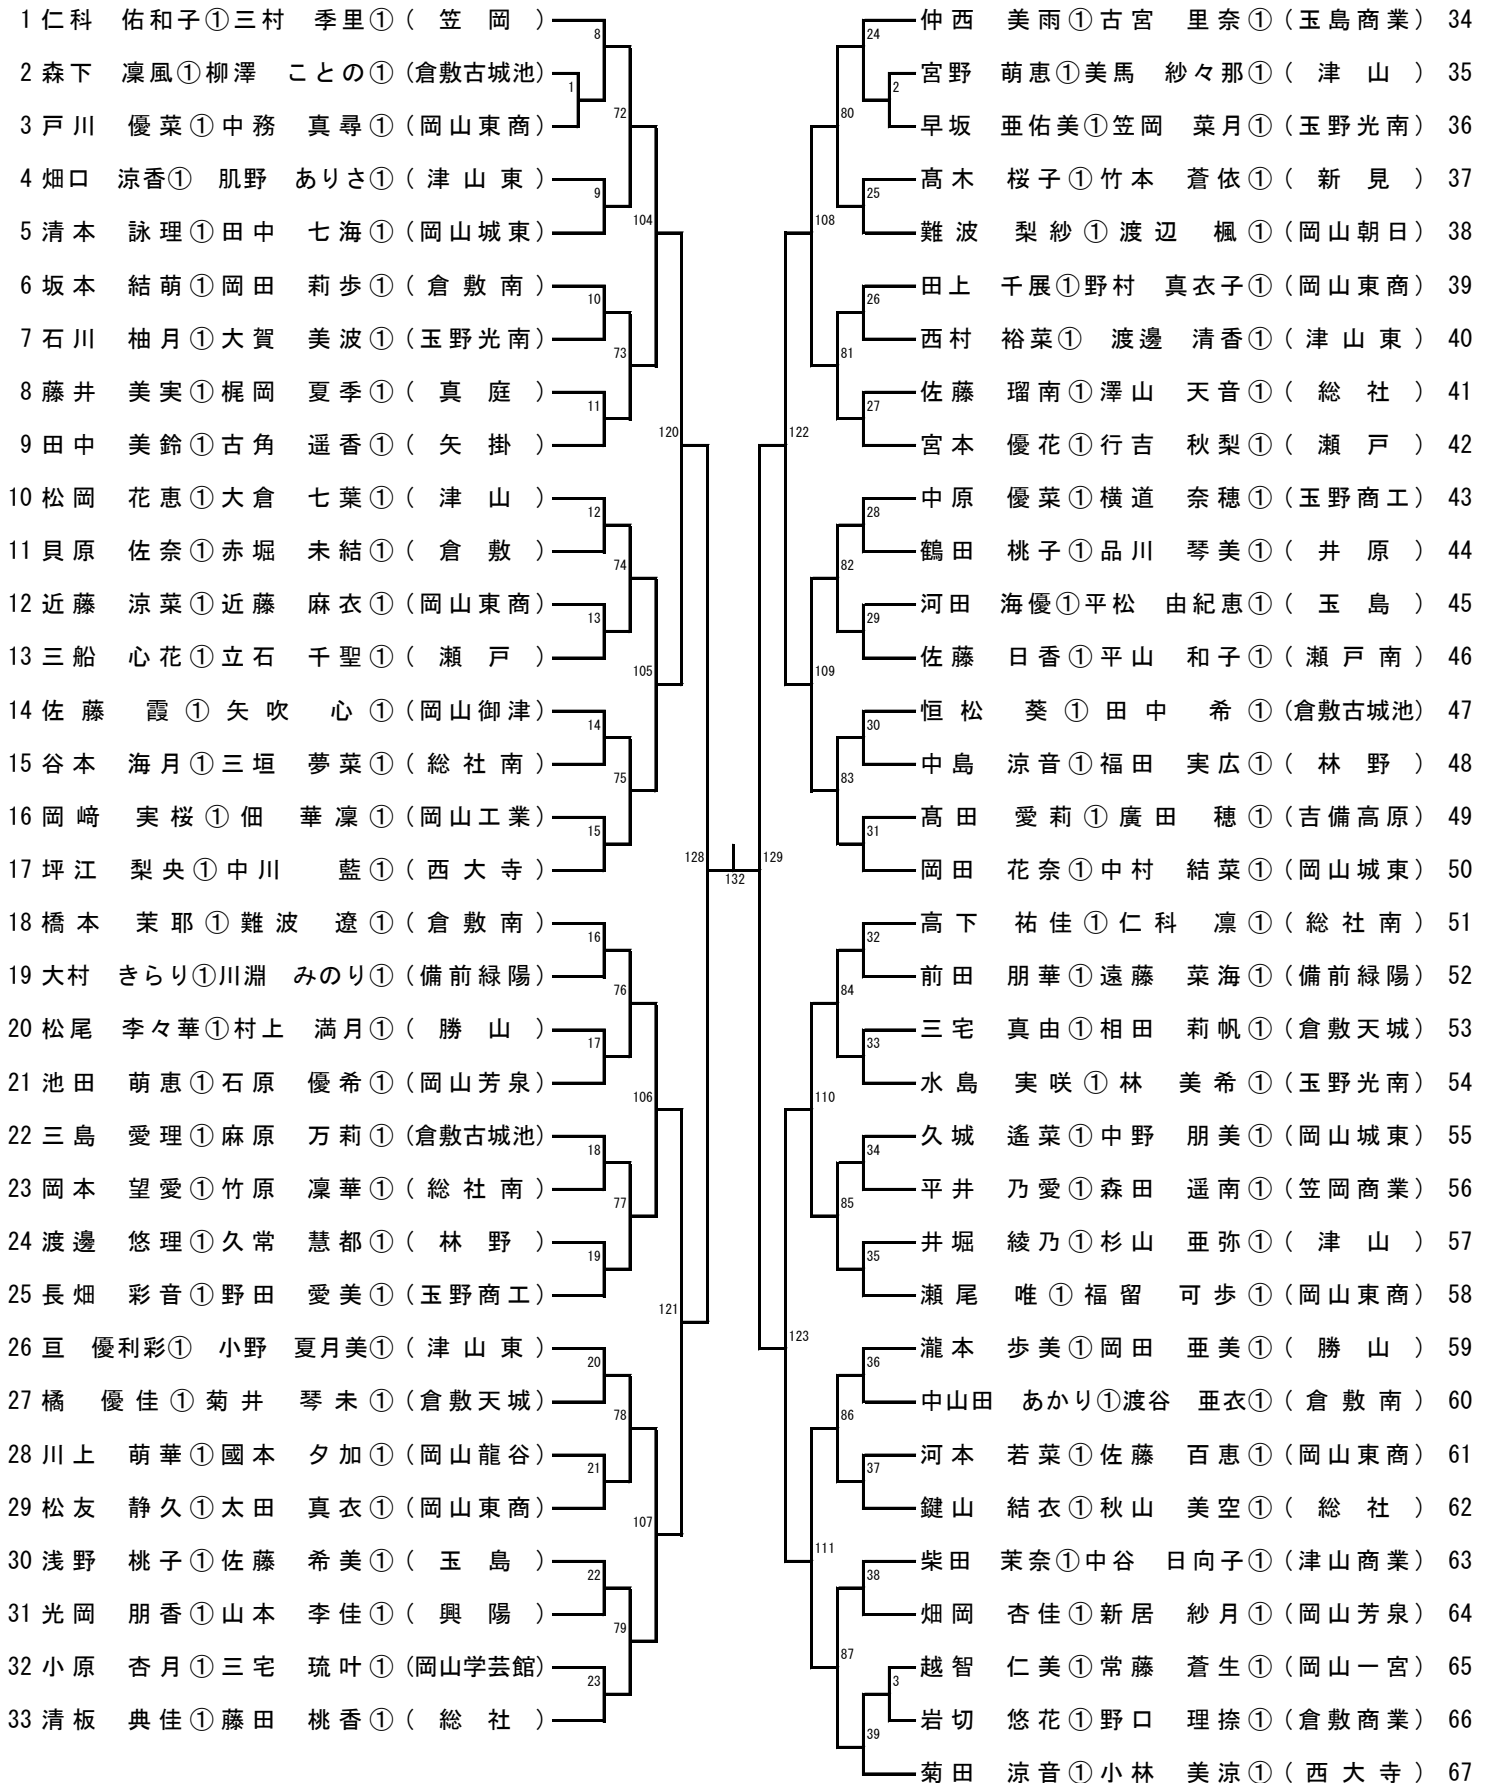 1 仁科 佑和子①三村 季里① ( 笠 岡 )
2 森下 凜風①柳澤 ことの① (倉敷古城池)
3 戸川 優菜①中務 真尋① (岡山東商)
4 畑口 涼香① 肌野 ありさ① ( 津 山 東 )
5 清本 詠理①田中 七海① (岡山城東)
6 坂本 結萌①岡田 莉歩① ( 倉 敷 南 )
7 石川 柚月①大賀 美波① (玉野光南)
8 藤井 美実①梶岡 夏季① ( 真 庭 )
9 田中 美鈴①古角 遥香① ( 矢 掛 )
10 松岡 花恵①大倉 七葉① ( 津 山 )
11 貝原 佐奈①赤堀 未結① ( 倉 敷 )
12 近藤 涼菜①近藤 麻衣① (岡山東商)
13 三船 心花①立石 千聖① ( 瀬 戸 )
14 佐藤 霞①矢吹 心① (岡山御津)
15 谷本 海月①三垣 夢菜① ( 総 社 南 )
16 岡﨑 実桜①佃 華凜① (岡山工業)
17 坪江 梨央①中川 藍① ( 西 大 寺 )
18 橋本 茉耶①難波 遼① ( 倉 敷 南 )
19 大村 きらり①川淵 みのり① (備前緑陽)
20 松尾 李々華①村上 満月① ( 勝 山 )
21 池田 萌恵①石原 優希① (岡山芳泉)
22 三島 愛理①麻原 万莉① (倉敷古城池)
23 岡本 望愛①竹原 凜華① ( 総 社 南 )
24 渡邊 悠理①久常 慧都① ( 林 野 )
25 長畑 彩音①野田 愛美① (玉野商工)
26 亘 優利彩① 小野 夏月美① ( 津 山 東 )
27 橘 優佳①菊井 琴未① (倉敷天城)
28 川上 萌華①國本 夕加① (岡山龍谷)
29 松友 静久①太田 真衣① (岡山東商)
30 浅野 桃子①佐藤 希美① ( 玉 島 )
31 光岡 朋香①山本 李佳① ( 興 陽 )
32 小原 杏月①三宅 琉叶① (岡山学芸館)
33 清板 典佳①藤田 桃香① ( 総 社 )
8
1
72
9
104
10
73
11
120
12
74
13
105
14
75
15
128
132
16
76
17
106
18
77
19
121
20
78
21
107
22
79
23
仲西 美雨①古宮 里奈① (玉島商業) 34
宮野 萌恵①美馬 紗々那① ( 津 山 ) 35
早坂 亜佑美①笠岡 菜月① (玉野光南) 36
髙木 桜子①竹本 蒼依① ( 新 見 ) 37
難波 梨紗①渡辺 楓① (岡山朝日) 38
田上 千展①野村 真衣子① (岡山東商) 39
西村 裕菜① 渡邊 清香① ( 津 山 東 ) 40
佐藤 瑠南①澤山 天音① ( 総 社 ) 41
宮本 優花①行吉 秋梨① ( 瀬 戸 ) 42
中原 優菜①横道 奈穂① (玉野商工) 43
鶴田 桃子①品川 琴美① ( 井 原 ) 44
河田 海優①平松 由紀恵① ( 玉 島 ) 45
佐藤 日香①平山 和子① ( 瀬 戸 南 ) 46
恒松 葵①田中 希① (倉敷古城池) 47
中島 涼音①福田 実広① ( 林 野 ) 48
髙田 愛莉①廣田 穂① (吉備高原) 49
岡田 花奈①中村 結菜① (岡山城東) 50
高下 祐佳①仁科 凛① ( 総 社 南 ) 51
前田 朋華①遠藤 菜海① (備前緑陽) 52
三宅 真由①相田 莉帆① (倉敷天城) 53
水島 実咲①林 美希① (玉野光南) 54
久城 遙菜①中野 朋美① (岡山城東) 55
平井 乃愛①森田 遥南① (笠岡商業) 56
井堀 綾乃①杉山 亜弥① ( 津 山 ) 57
瀬尾 唯①福留 可歩① (岡山東商) 58
瀧本 歩美①岡田 亜美① ( 勝 山 ) 59
中山田 あかり①渡谷 亜衣① ( 倉 敷 南 ) 60
河本 若菜①佐藤 百恵① (岡山東商) 61
鍵山 結衣①秋山 美空① ( 総 社 ) 62
柴田 茉奈①中谷 日向子① (津山商業) 63
畑岡 杏佳①新居 紗月① (岡山芳泉) 64
越智 仁美①常藤 蒼生① (岡山一宮) 65
岩切 悠花①野口 理捺① (倉敷商業) 66
菊田 涼音①小林 美涼① ( 西 大 寺 ) 67
24
2
80
25
108
26
81
27
122
28
82
29
109
30
83
31
129
32
84
33
110
34
85
35
123
36
86
37
111
38
87
3
39